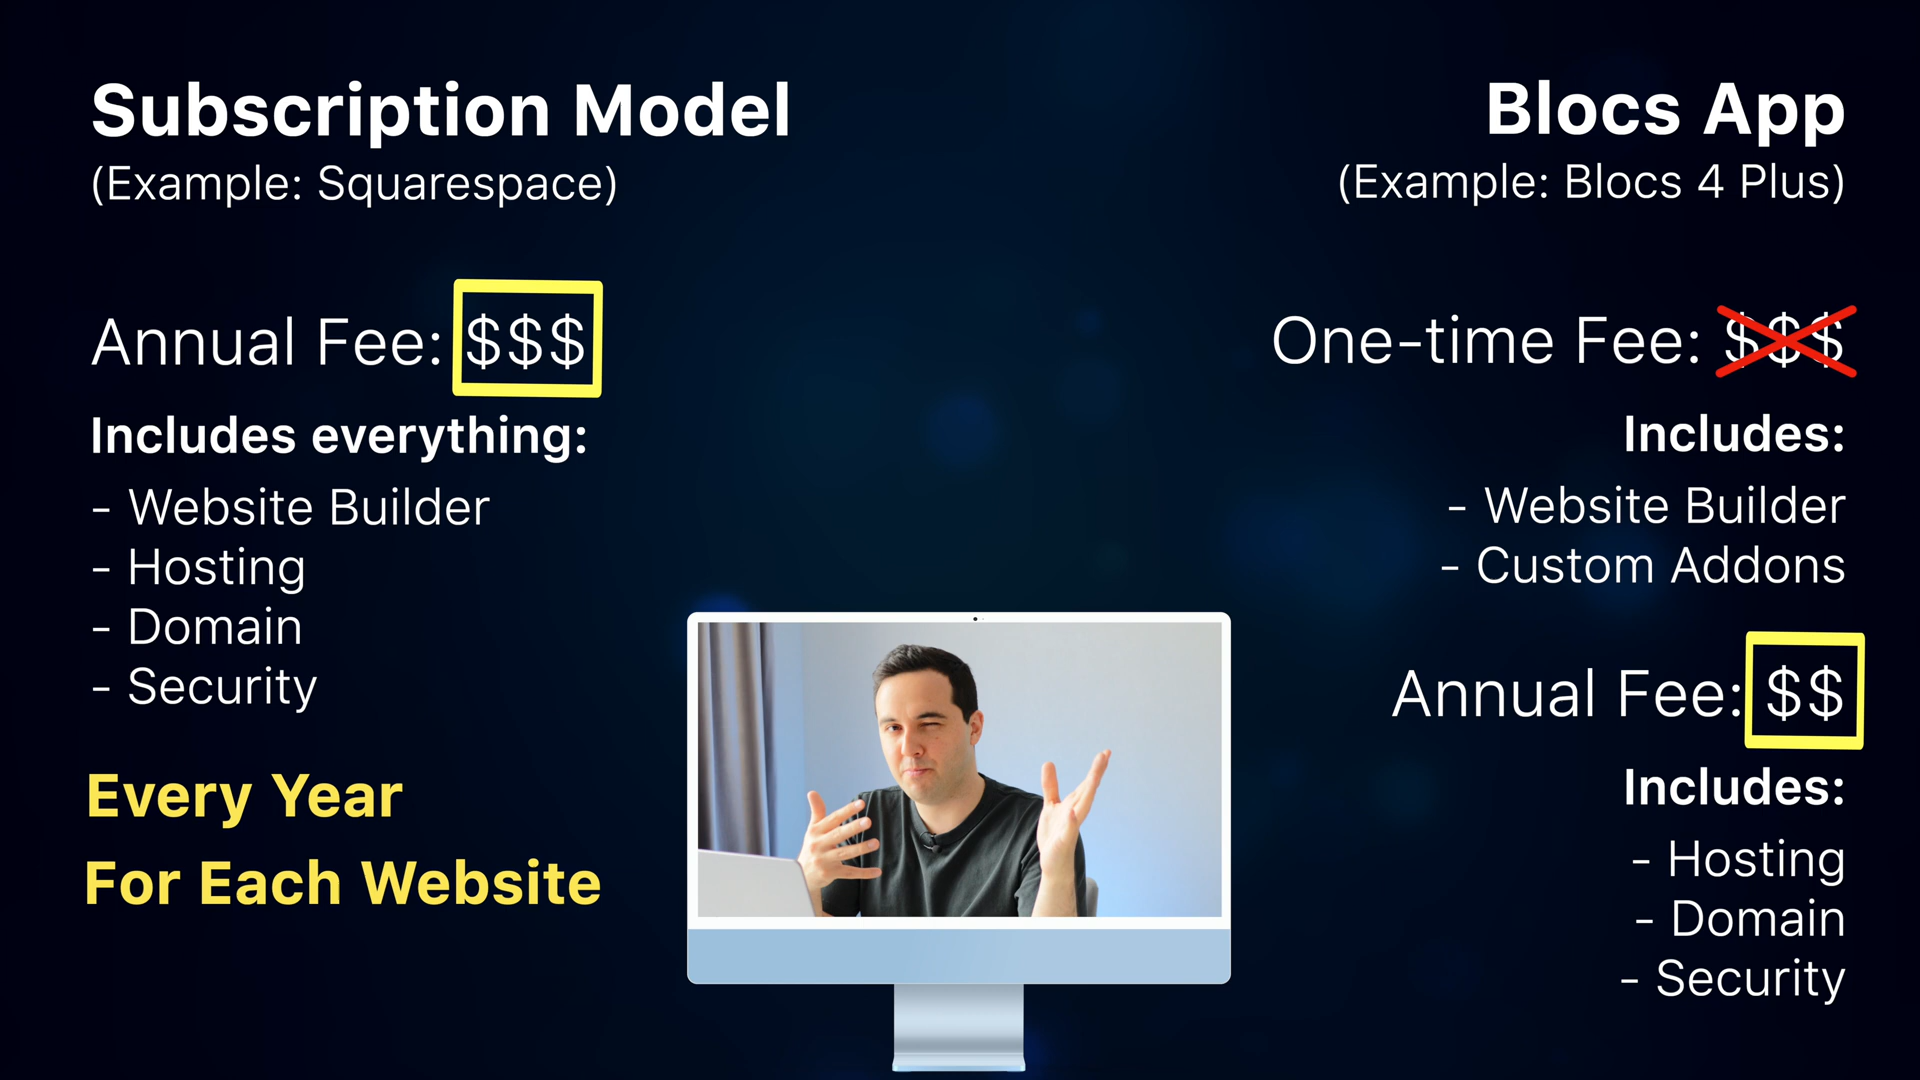 Subscription Model
(Example: Squarespace)
Annual Fee: $$$
Includes everything:
- Website Builder
- Hosting
- Domain
- Security
Every Year
For Each Website
Blocs App
(Example: Blocs 4 Plus)
One-time Fee: $$$
Includes:
- Website Builder
- Custom Addons
Annual Fee: $$
Includes:
- Hosting
- Domain
- Security